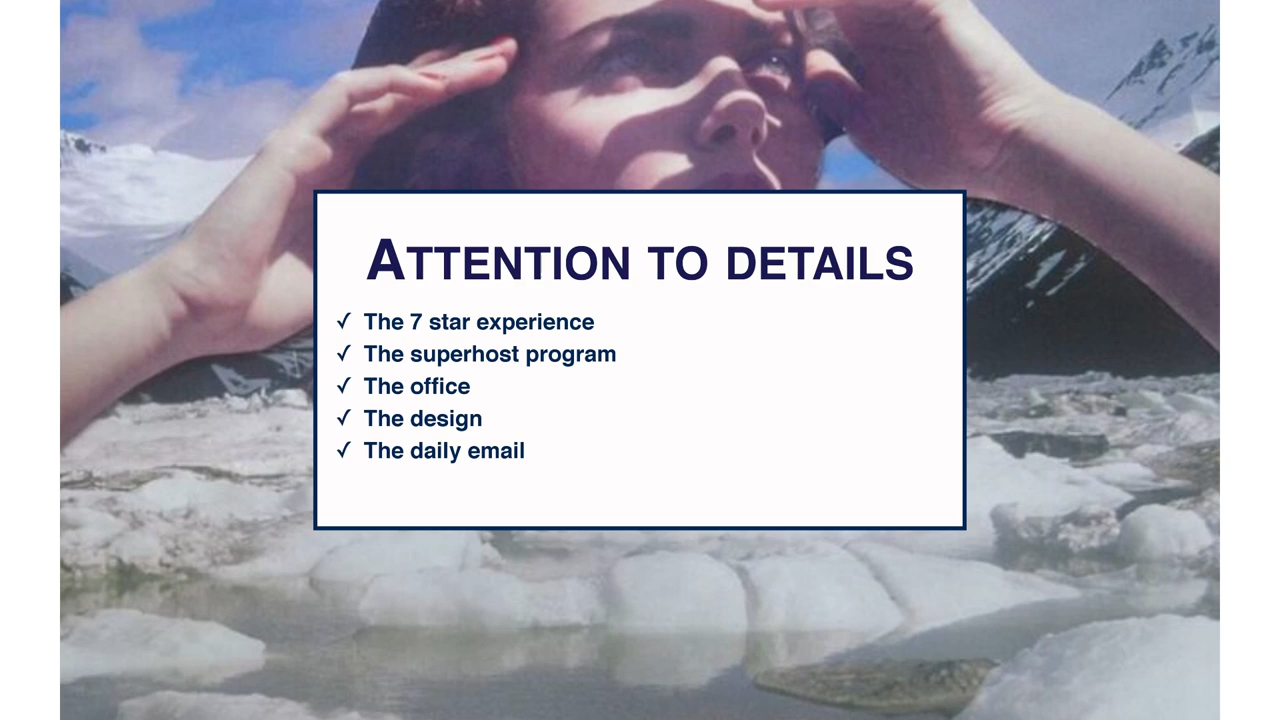 Attention to details
✓ The 7 star experience
✓ The superhost program
✓ The office
✓ The design
✓ The daily email